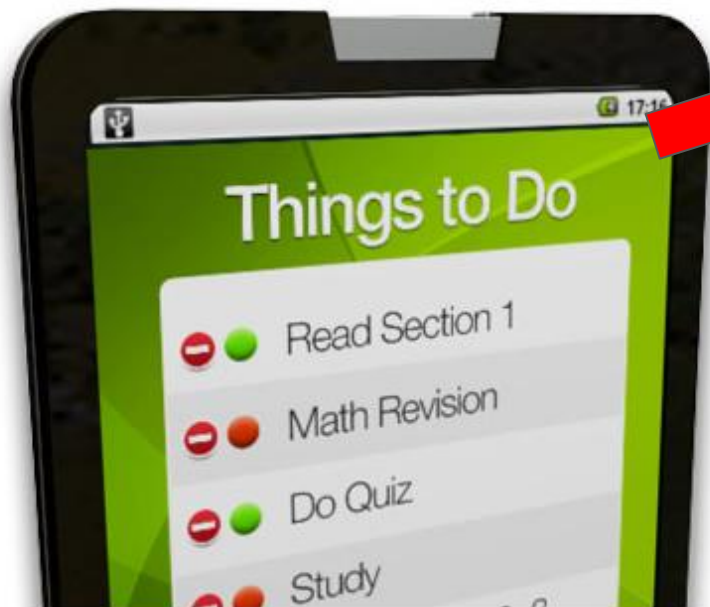 17:16
Things to Do
Read Section 1
Math Revision
Do Quiz
Study